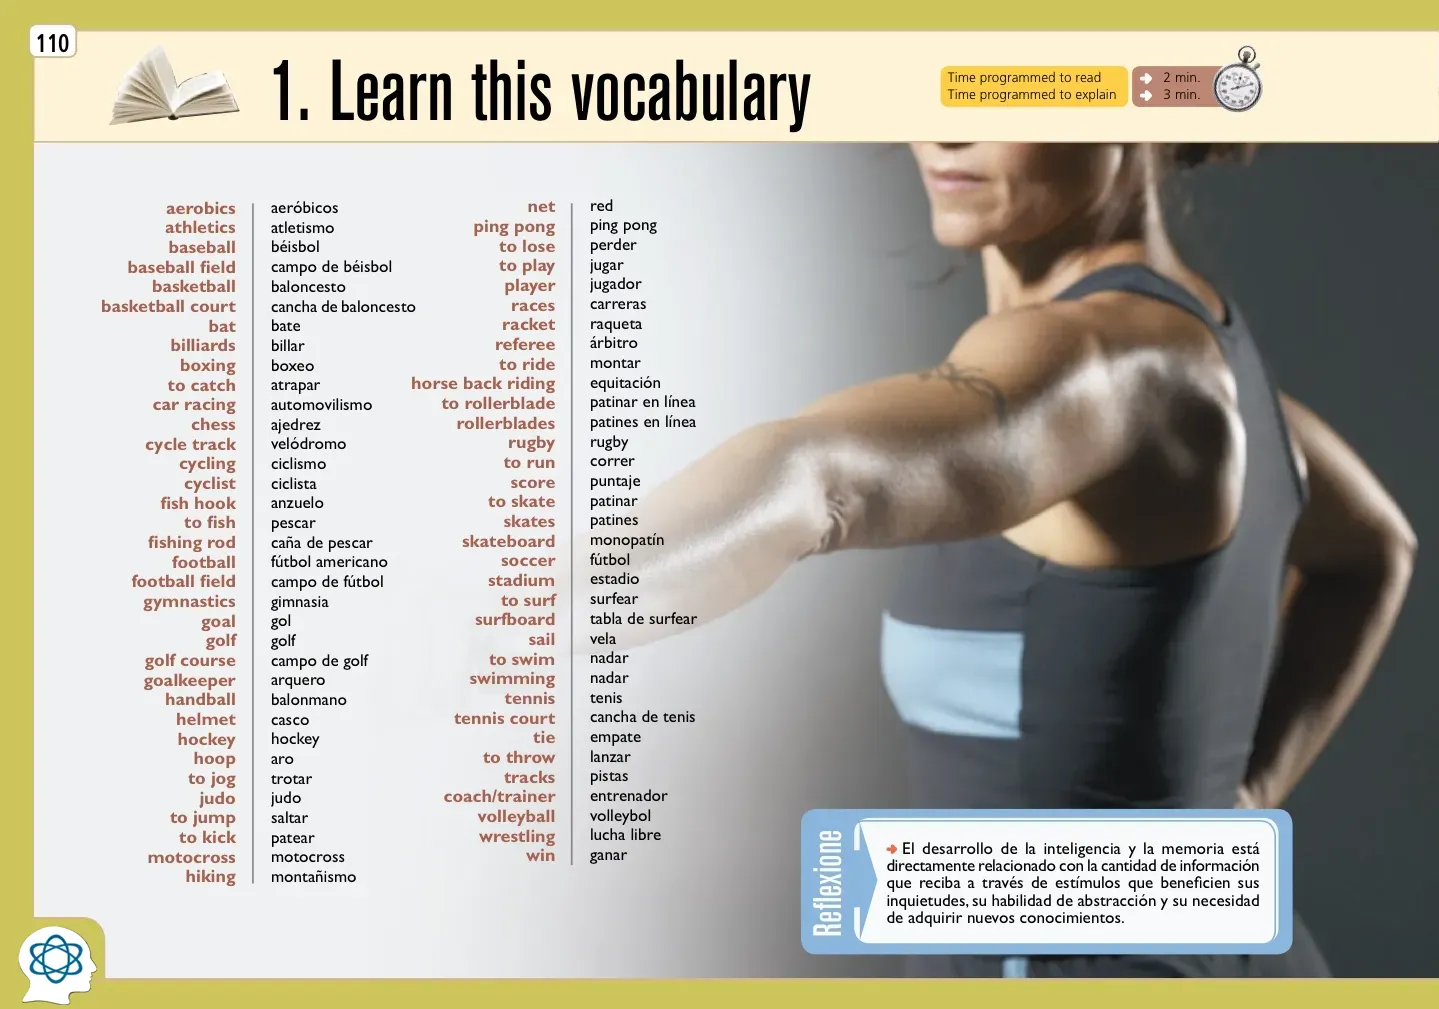 110
1. Learn this vocabulary
Time programmed to read 2 min.
Time programmed to explain 3 min.
aerobics aeróbicos
athletics atletismo
baseball béisbol
baseball field campo de béisbol
basketball baloncesto
basketball court cancha de baloncesto
bat bate
billiards billar
boxing boxeo
to catch atrapar
car racing automovilismo
chess ajedrez
cycle track velódromo
cycling ciclismo
cyclist ciclista
fish hook anzuelo
to fish pescar
fishing rod caña de pescar
football fútbol americano
football field campo de fútbol
gymnastics gimnasia
goal gol
golf golf
golf course campo de golf
goalkeeper arquero
handball balonmano
helmet casco
hockey hockey
hoop aro
to jog trotar
judo judo
to jump saltar
to kick patear
motocross motocross
hiking montañismo
net red
ping pong ping pong
to lose perder
to play jugar
player jugador
races carreras
racket raqueta
referee árbitro
to ride montar
horse back riding equitación
to rollerblade patinar en línea
rollerblades patines en línea
rugby rugby
to run correr
score puntaje
to skate patinar
skates patines
skateboard monopatín
soccer fútbol
stadium estadio
to surf surfear
surfboard tabla de surfear
sail vela
to swim nadar
swimming nadar
tennis tenis
tennis court cancha de tenis
tie empate
to throw lanzar
tracks pistas
coach/trainer entrenador
volleyball volleybol
wrestling lucha libre
win ganar
Reflexione
El desarrollo de la inteligencia y la memoria está
directamente relacionado con la cantidad de información
que reciba a través de estímulos que beneficien sus
inquietudes, su habilidad de abstracción y su necesidad
de adquirir nuevos conocimientos.